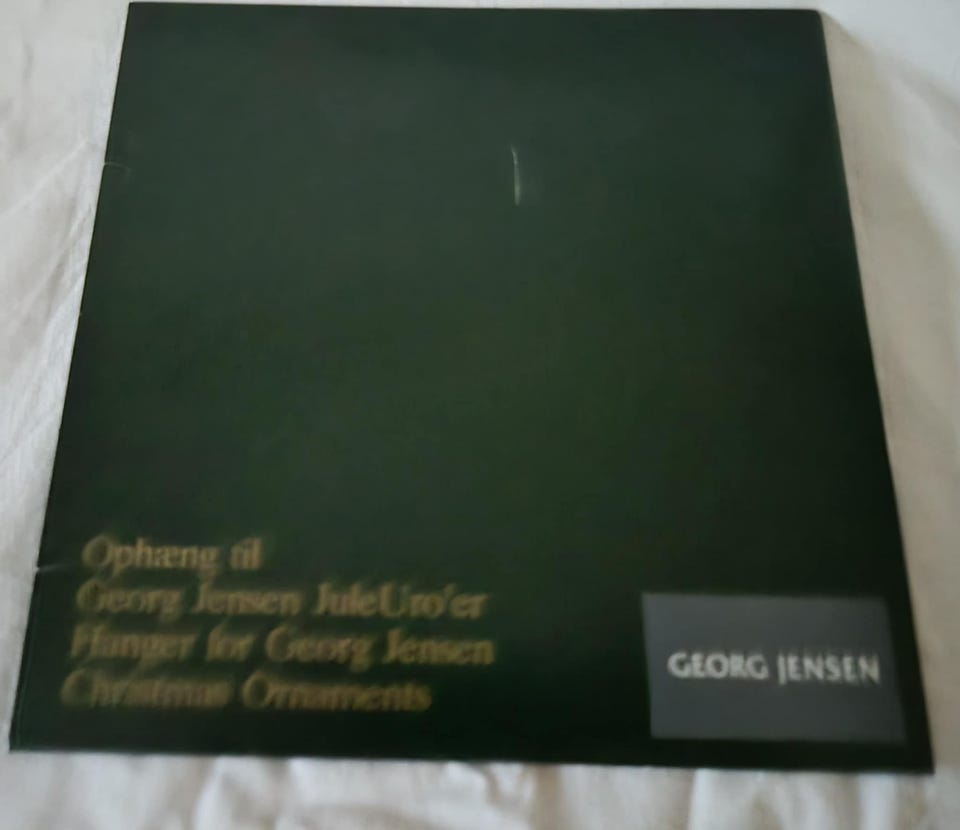 Ophæng til
Georg Jensen JuleUro'er
Hanger for Georg Jensen
Christmas Ornaments
GEORG JENSEN